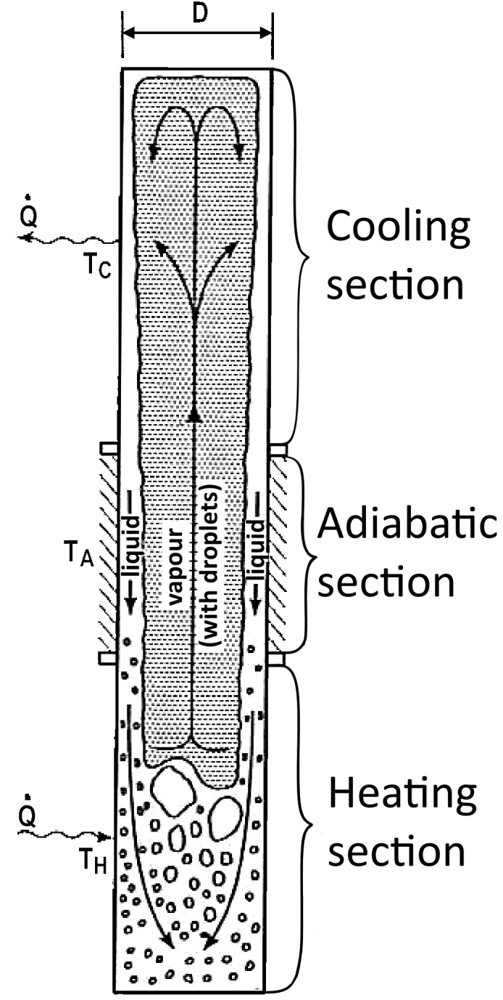 D
Q̇
T_C
Cooling
section
T_A
liquid
vapour
(with droplets)
liquid
Adiabatic
section
Q̇
T_H
Heating
section